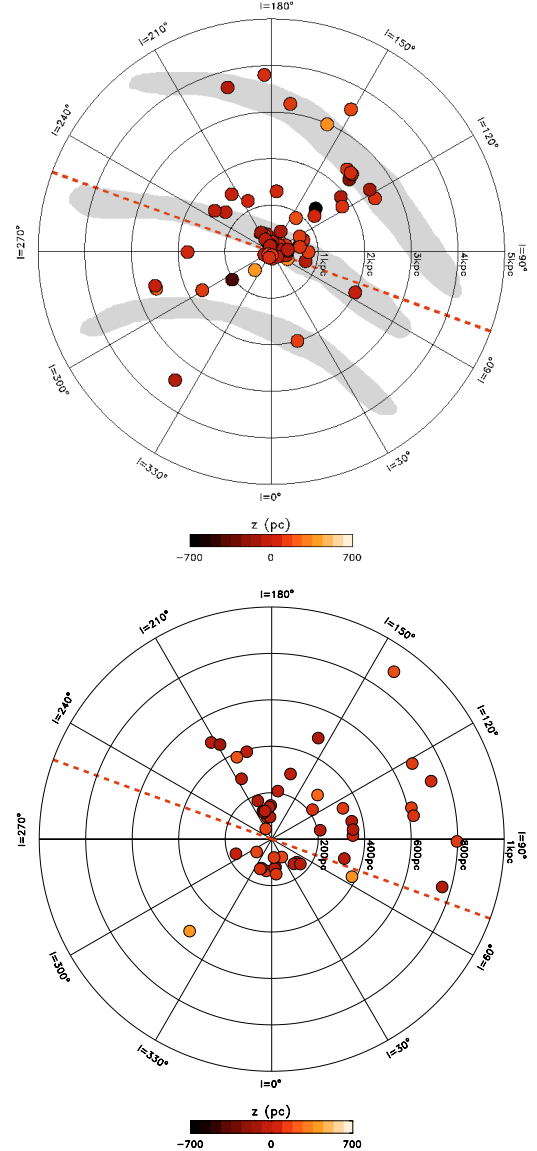 l=180°
l=210°
l=150°
l=240°
l=120°
l=270°
1kpc
2kpc
3kpc
4kpc
5kpc
l=90°
l=300°
l=60°
l=330°
l=30°
l=0°
z (pc)
-700 0 700
l=180°
l=210°
l=150°
l=240°
l=120°
l=270°
200pc
400pc
600pc
800pc
1kpc
l=90°
l=300°
l=60°
l=330°
l=30°
l=0°
z (pc)
-700 0 700